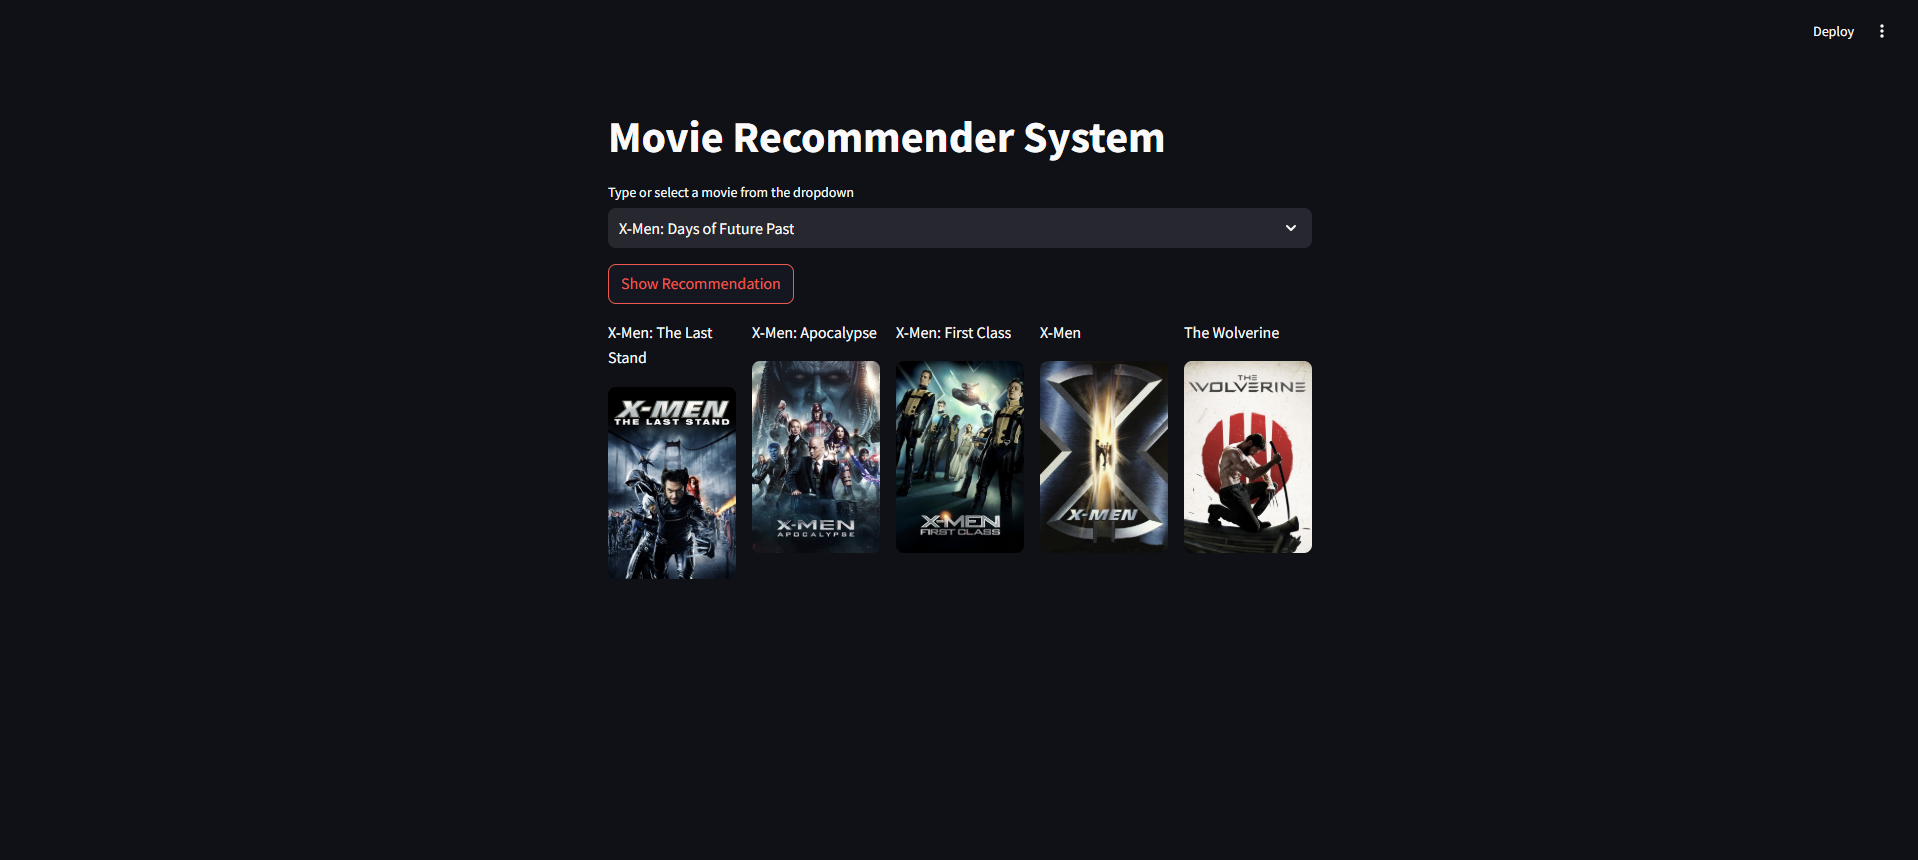 Deploy
Movie Recommender System
Type or select a movie from the dropdown
X-Men: Days of Future Past
Show Recommendation
X-Men: The Last
Stand
X-Men: Apocalypse
X-Men: First Class
X-Men
The Wolverine
X-MEN
THE LAST STAND
X-MEN
APOCALYPSE
X-MEN
FIRST CLASS
X-MEN
THE
WOLVERINE